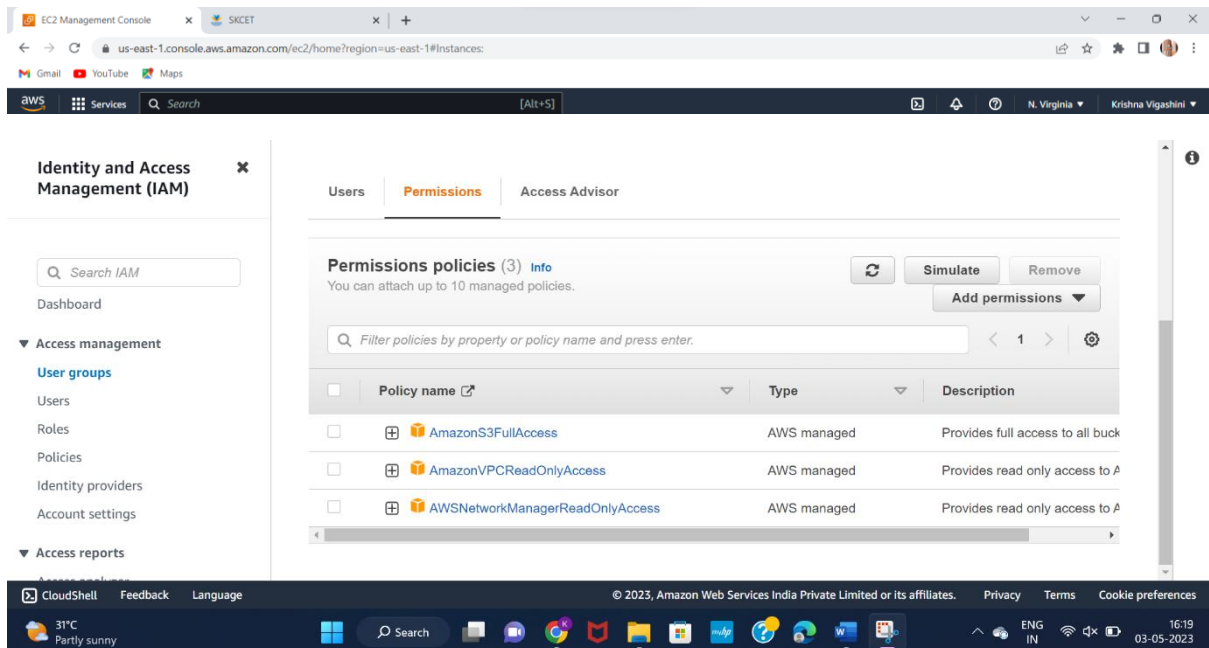 EC2 Management Console
SKCET
us-east-1.console.aws.amazon.com/ec2/home?region=us-east-1#Instances:
Gmail YouTube Maps
aws Services Search [Alt+S] N. Virginia Krishna Vigashini
Identity and Access
Management (IAM)
Search IAM
Dashboard
Access management
User groups
Users
Roles
Policies
Identity providers
Account settings
Access reports
Users Permissions Access Advisor
Permissions policies (3) Info
You can attach up to 10 managed policies.
Simulate Remove
Add permissions
Filter policies by property or policy name and press enter.
1
Policy name Type Description
AmazonS3FullAccess AWS managed Provides full access to all buck
AmazonVPCReadOnlyAccess AWS managed Provides read only access to A
AWSNetworkManagerReadOnlyAccess AWS managed Provides read only access to A
CloudShell Feedback Language © 2023, Amazon Web Services India Private Limited or its affiliates. Privacy Terms Cookie preferences
31°C
Partly sunny
Search
myhp
ENG
IN
16:19
03-05-2023